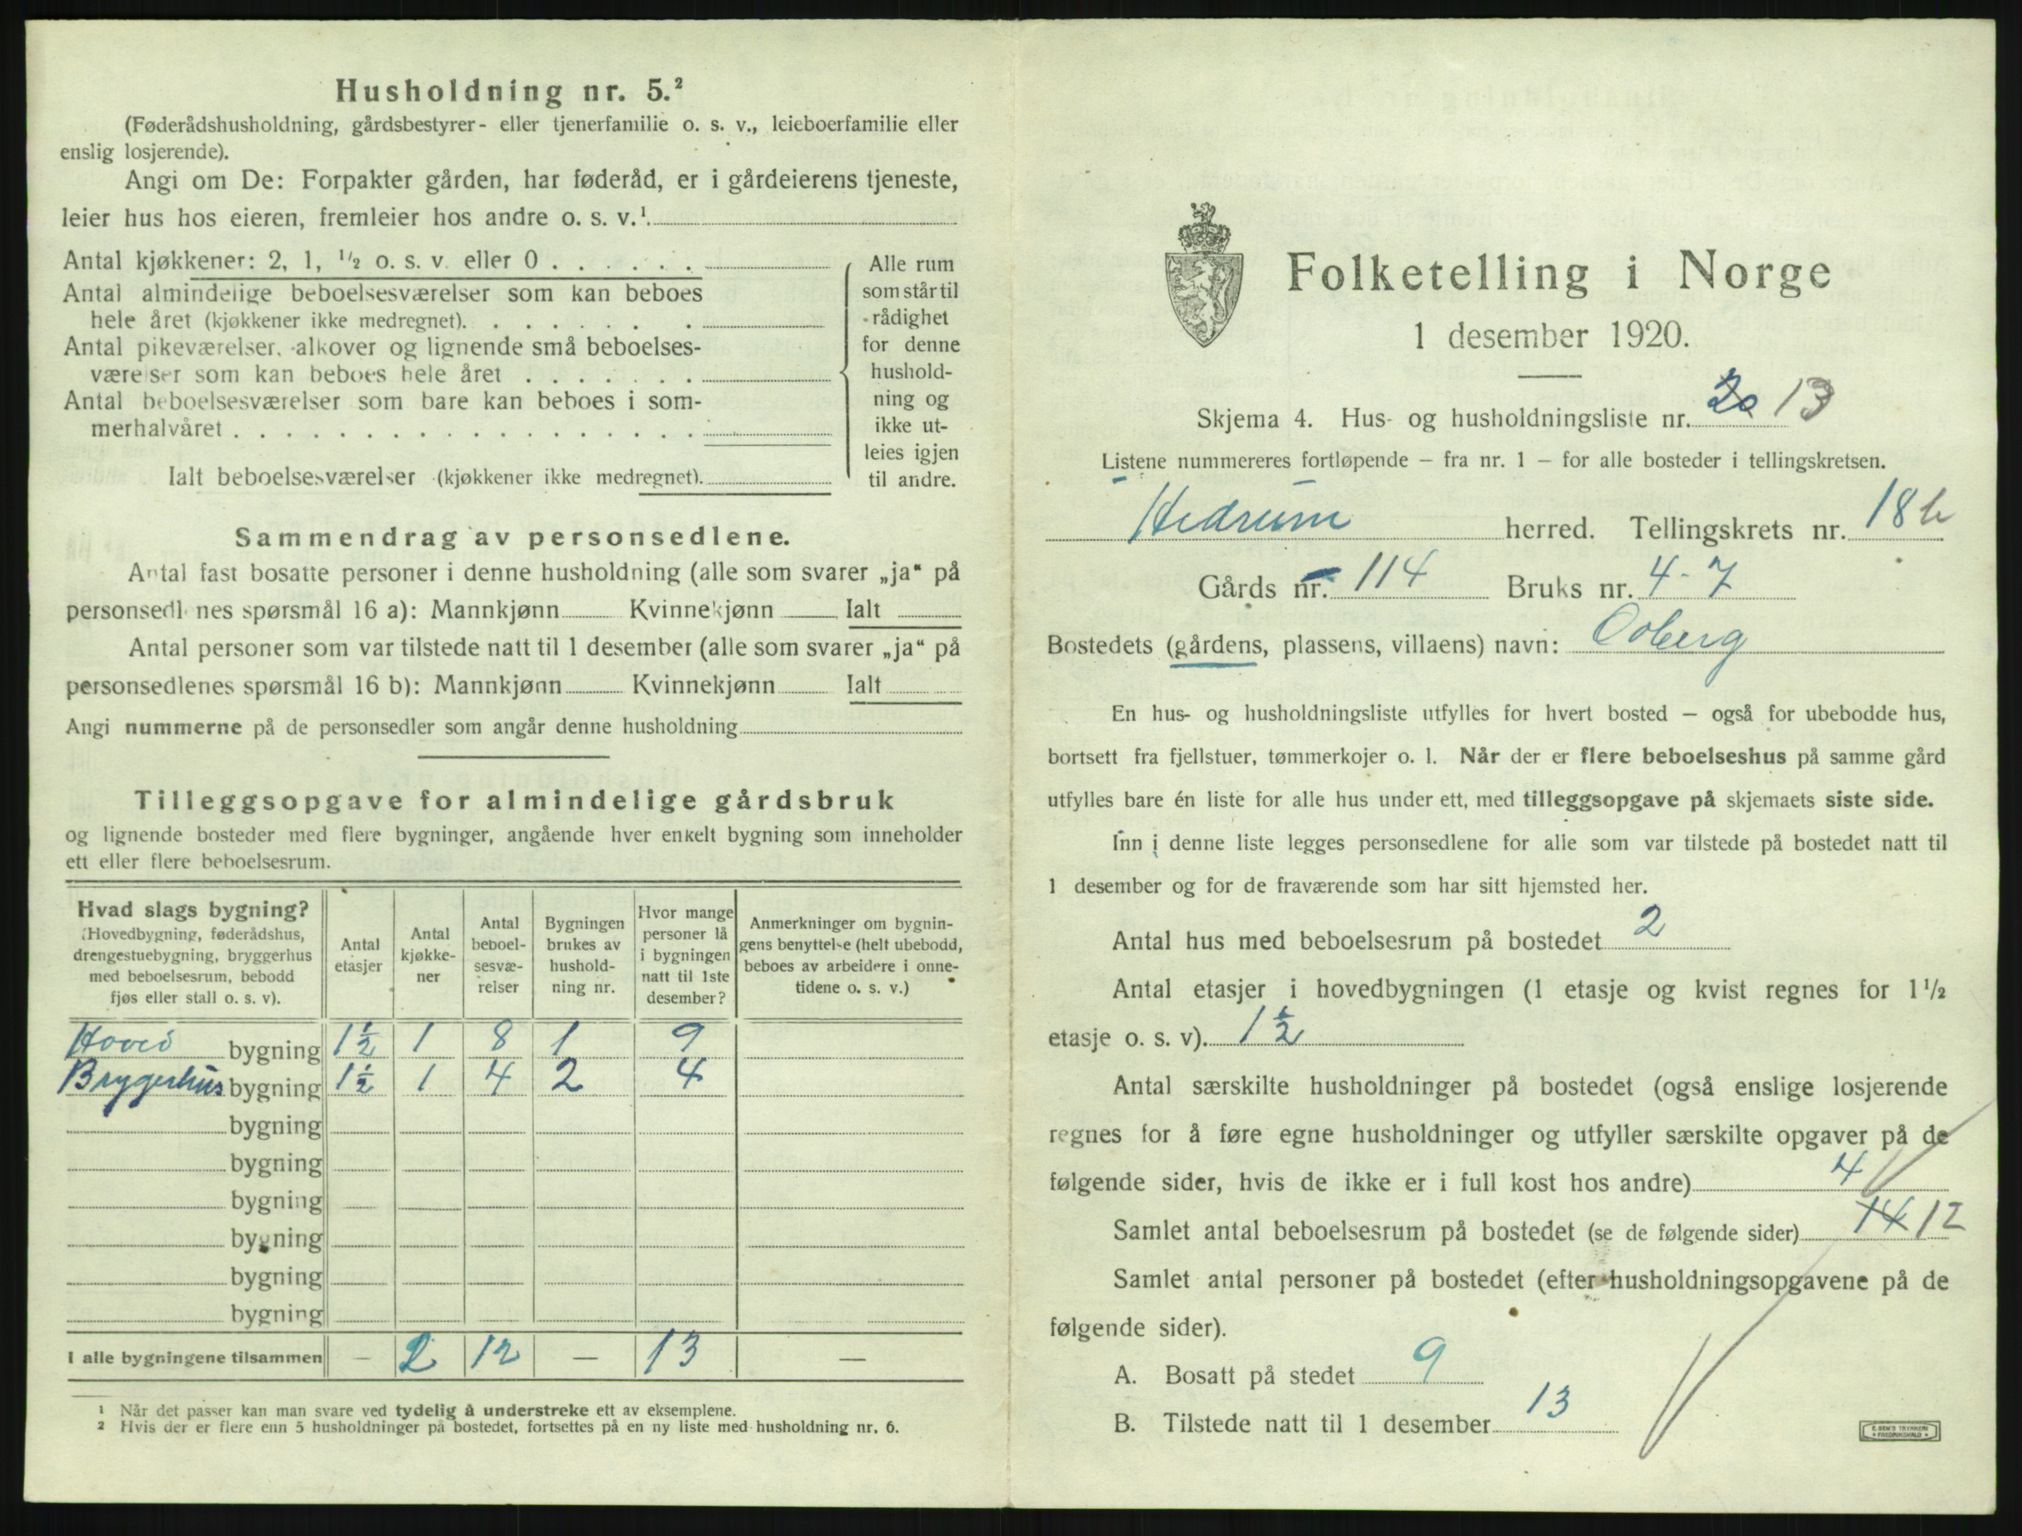 Husholdning nr. 5.²
(Føderådshusholdning, gårdsbestyrer- eller tjenerfamilie o. s. v., leieboerfamilie eller
enslig losjerende).
Angi om De: Forpakter gården, har føderåd, er i gårdeierens tjeneste,
leier hus hos eieren, fremleier hos andre o. s. v.¹
Antal kjøkkener: 2, 1, ½ o. s. v. eller 0
Antal almindelige beboelsesværelser som kan beboes
hele året (kjøkkener ikke medregnet).
Antal pikeværelser, alkover og lignende små beboelses-
værelser som kan beboes hele året
Antal beboelsesværelser som bare kan beboes i som-
merhalvåret
Ialt beboelsesværelser (kjøkkener ikke medregnet).
Alle rum
som står til
rådighet
for denne
hushold-
ning og
ikke ut-
leies igjen
til andre.
Sammendrag av personsedlene.
Antal fast bosatte personer i denne husholdning (alle som svarer „ja“ på
personsedlenes spørsmål 16 a): Mannkjønn Kvinnekjønn Ialt
Antal personer som var tilstede natt til 1 desember (alle som svarer „ja“ på
personsedlenes spørsmål 16 b): Mannkjønn Kvinnekjønn Ialt
Angi nummerne på de personsedler som angår denne husholdning
Tilleggsopgave for almindelige gårdsbruk
og lignende bosteder med flere bygninger, angående hver enkelt bygning som inneholder
ett eller flere beboelsesrum.
Hvad slags bygning?
(Hovedbygning, føderådshus,
drengestuebygning, bryggerhus
med beboelsesrum, bebodd
fjøs eller stall o. s. v).
Antal
etasjer
Antal
kjøkke-
ner
Antal
beboel-
sesvæ-
relser
Bygningen
brukes av
hushold-
ning nr.
Hvor mange
personer lå
i bygningen
natt til 1ste
desember?
Anmerkninger om bygnin-
gens benyttelse (helt ubebodd,
beboes av arbeidere i onne-
tidene o. s. v.)
Hoved bygning 1½ 1 8 1 9
Brygerhus bygning 1½ 1 4 2 4
bygning
bygning
bygning
bygning
bygning
bygning
I alle bygningene tilsammen — 2 12 — 13 —
¹ Når det passer kan man svare ved tydelig å understreke ett av eksemplene.
² Hvis der er flere enn 5 husholdninger på bostedet, fortsettes på en ny liste med husholdning nr. 6.
Folketelling i Norge
1 desember 1920.
Skjema 4. Hus- og husholdningsliste nr. 20 13
Listene nummereres fortløpende – fra nr. 1 – for alle bosteder i tellingskretsen.
Hedrum herred. Tellingskrets nr. 18b
Gårds nr. 114 Bruks nr. 4-7
Bostedets (gårdens, plassens, villaens) navn: Ooberg
En hus- og husholdningsliste utfylles for hvert bosted – også for ubebodde hus,
bortsett fra fjellstuer, tømmerkojer o. l. Når der er flere beboelseshus på samme gård
utfylles bare én liste for alle hus under ett, med tilleggsopgave på skjemaets siste side.
Inn i denne liste legges personsedlene for alle som var tilstede på bostedet natt til
1 desember og for de fraværende som har sitt hjemsted her.
Antal hus med beboelsesrum på bostedet 2
Antal etasjer i hovedbygningen (1 etasje og kvist regnes for 1½
etasje o. s. v). 1½
Antal særskilte husholdninger på bostedet (også enslige losjerende
regnes for å føre egne husholdninger og utfyller særskilte opgaver på de
følgende sider, hvis de ikke er i full kost hos andre) 4
Samlet antal beboelsesrum på bostedet (se de følgende sider) 14 12
Samlet antal personer på bostedet (efter husholdningsopgavene på de
følgende sider).
A. Bosatt på stedet 9
B. Tilstede natt til 1 desember 13